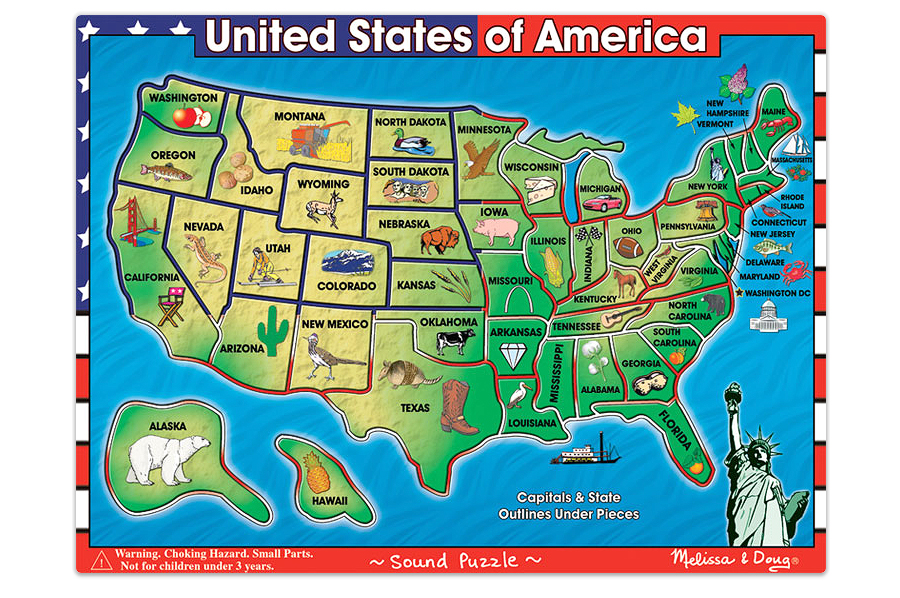 United States of America
WASHINGTON
MONTANA
NORTH DAKOTA
MINNESOTA
NEW
HAMPSHIRE
VERMONT
MAINE
OREGON
IDAHO
WYOMING
SOUTH DAKOTA
WISCONSIN
MICHIGAN
NEW YORK
MASSACHUSETTS
RHODE
ISLAND
CONNECTICUT
NEW JERSEY
NEVADA
UTAH
COLORADO
NEBRASKA
IOWA
ILLINOIS
INDIANA
OHIO
PENNSYLVANIA
DELAWARE
MARYLAND
WASHINGTON DC
CALIFORNIA
KANSAS
MISSOURI
KENTUCKY
WEST
VIRGINIA
VIRGINIA
NORTH
CAROLINA
ARIZONA
NEW MEXICO
OKLAHOMA
ARKANSAS
TENNESSEE
SOUTH
CAROLINA
TEXAS
LOUISIANA
MISSISSIPPI
ALABAMA
GEORGIA
FLORIDA
ALASKA
HAWAII
Capitals & State
Outlines Under Pieces
Warning. Choking Hazard. Small Parts.
Not for children under 3 years.
~ Sound Puzzle ~
Melissa & Doug®